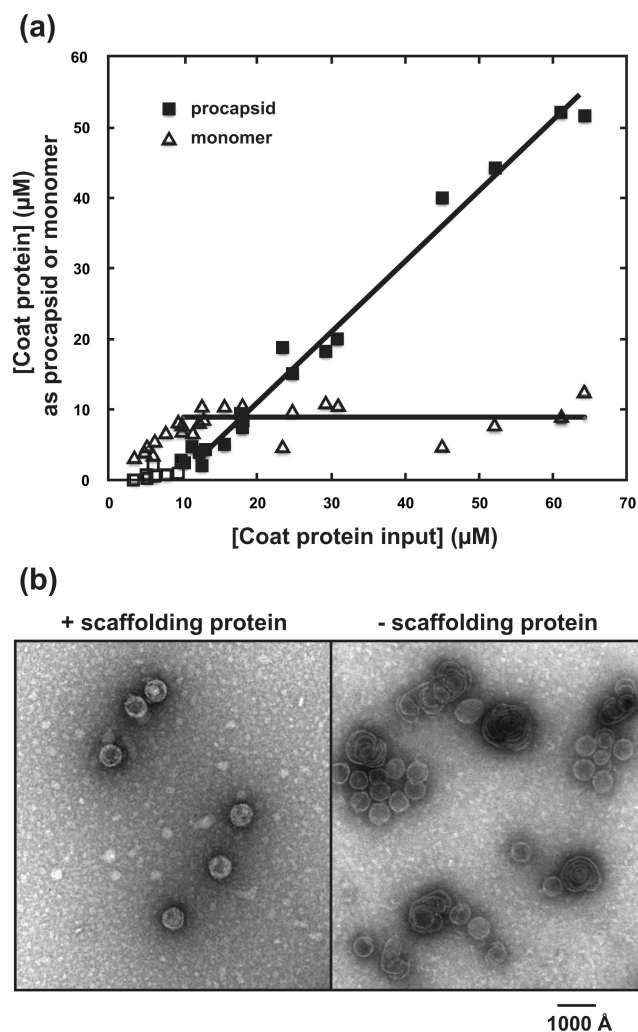 (a)
60
50
40
30
20
10
0
[Coat protein] (µM)
as procapsid or monomer
procapsid
monomer
0 10 20 30 40 50 60 70
[Coat protein input] (µM)
(b)
+ scaffolding protein
- scaffolding protein
1000 Å